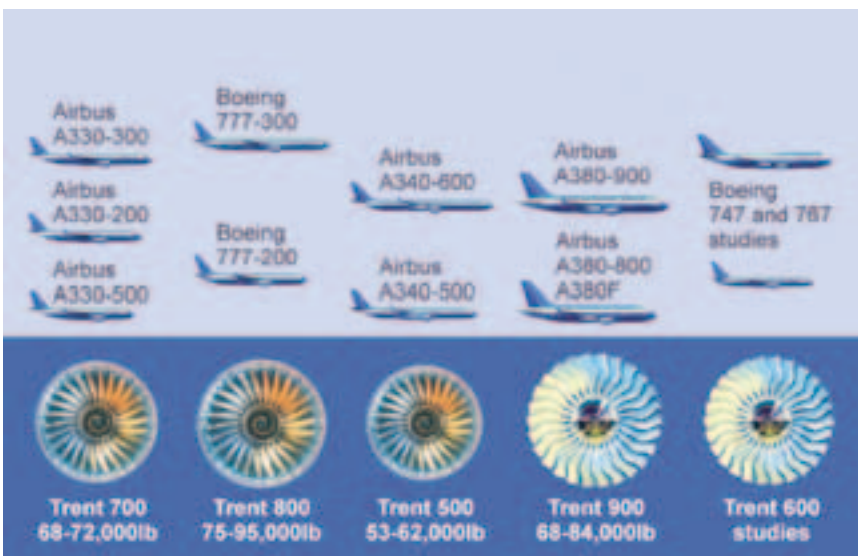 Airbus
A330-300
Airbus
A330-200
Airbus
A330-500
Boeing
777-300
Boeing
777-200
Airbus
A340-600
Airbus
A340-500
Airbus
A380-900
Airbus
A380-800
A380F
Boeing
747 and 767
studies
Trent 700
68-72,000lb
Trent 800
75-95,000lb
Trent 500
53-62,000lb
Trent 900
68-84,000lb
Trent 600
studies